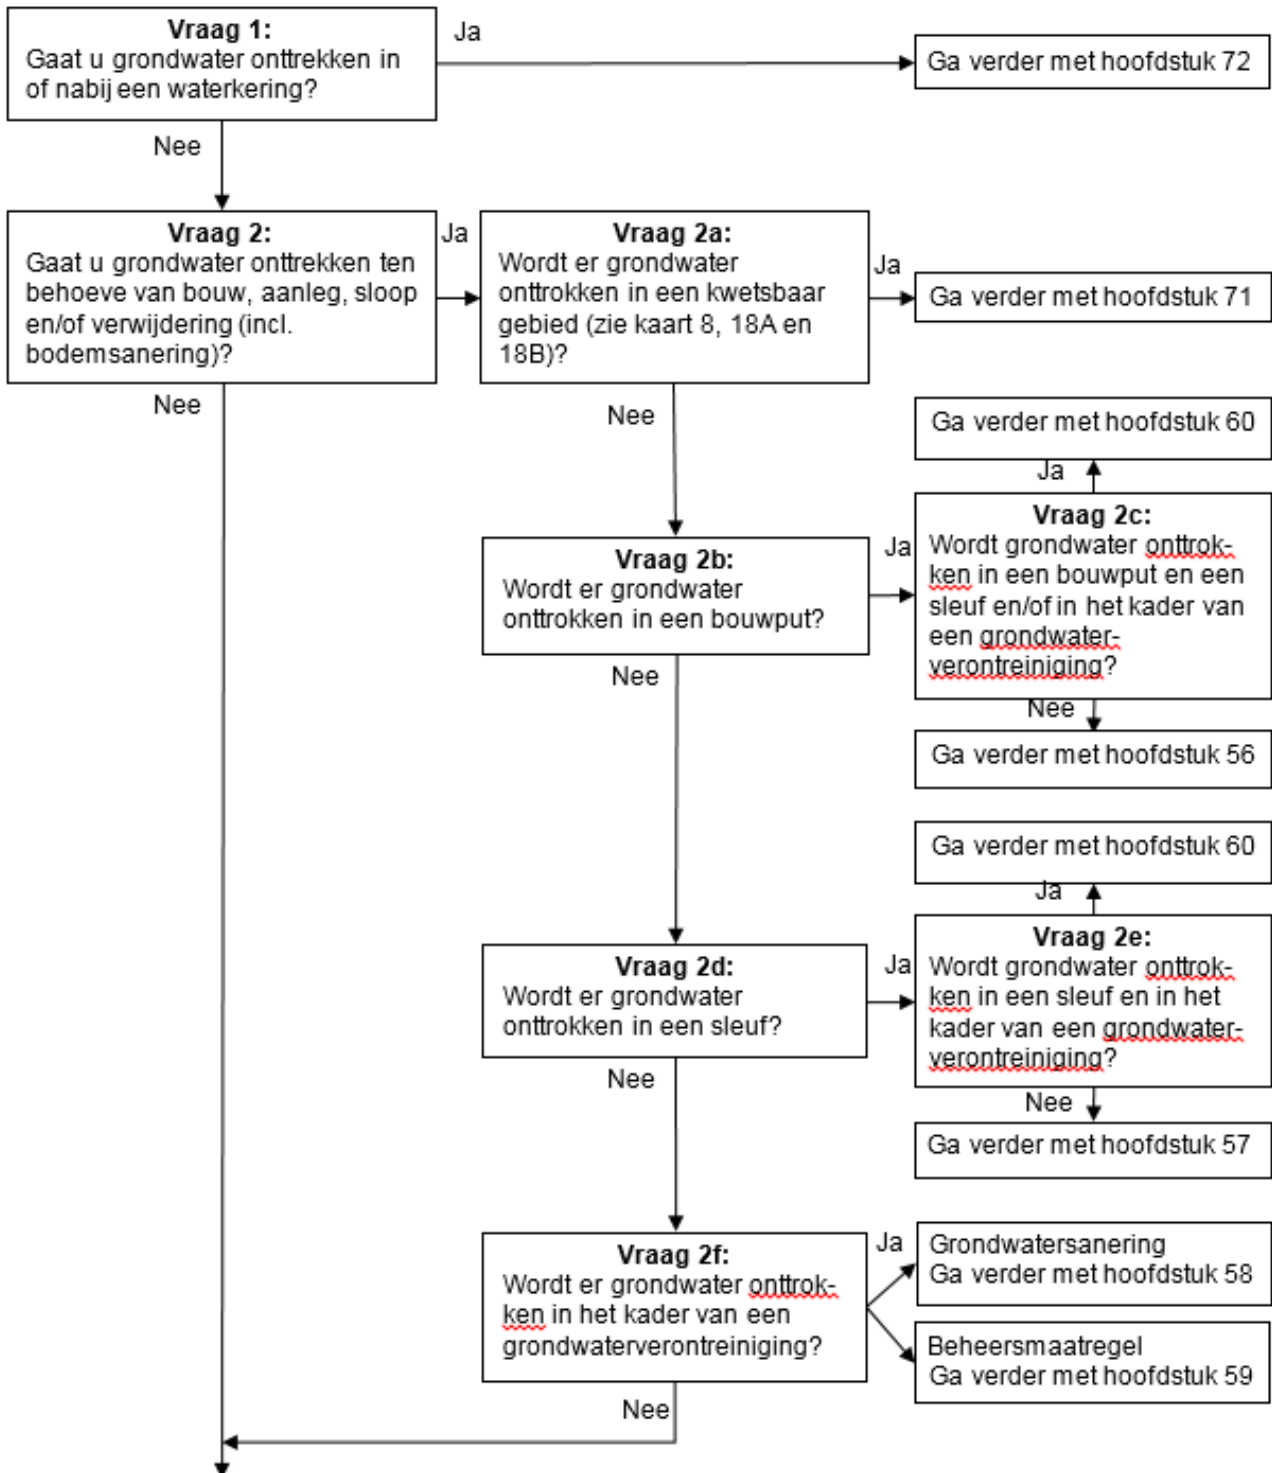 Vraag 1:
Gaat u grondwater onttrekken in
of nabij een waterkering?
Ja
Ga verder met hoofdstuk 72
Nee
Vraag 2:
Gaat u grondwater onttrekken ten
behoeve van bouw, aanleg, sloop
en/of verwijdering (incl.
bodemsanering)?
Ja
Vraag 2a:
Wordt er grondwater
onttrokken in een kwetsbaar
gebied (zie kaart 8, 18A en
18B)?
Ja
Ga verder met hoofdstuk 71
Nee
Nee
Ga verder met hoofdstuk 60
Ja
Vraag 2b:
Wordt er grondwater
onttrokken in een bouwput?
Ja
Vraag 2c:
Wordt grondwater onttrok-
ken in een bouwput en een
sleuf en/of in het kader van
een grondwater-
verontreiniging?
Nee
Nee
Ga verder met hoofdstuk 56
Ga verder met hoofdstuk 60
Ja
Vraag 2d:
Wordt er grondwater
onttrokken in een sleuf?
Ja
Vraag 2e:
Wordt grondwater onttrok-
ken in een sleuf en in het
kader van een grondwater-
verontreiniging?
Nee
Nee
Ga verder met hoofdstuk 57
Vraag 2f:
Wordt er grondwater onttrok-
ken in het kader van een
grondwaterverontreiniging?
Ja
Grondwatersanering
Ga verder met hoofdstuk 58
Beheersmaatregel
Ga verder met hoofdstuk 59
Nee